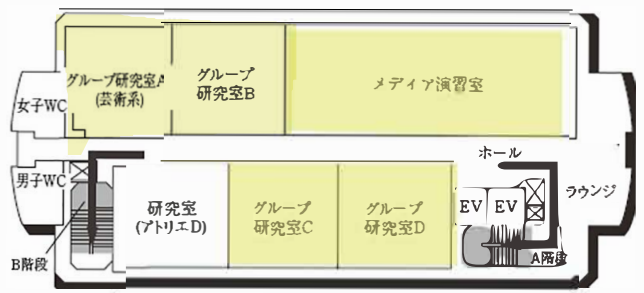 グループ研究室A
(芸術系)
グループ
研究室B
メディア演習室
女子WC
男子WC
ホール
ラウンジ
研究室
(アトリエD)
グループ
研究室C
グループ
研究室D
EV
EV
B階段
A階段